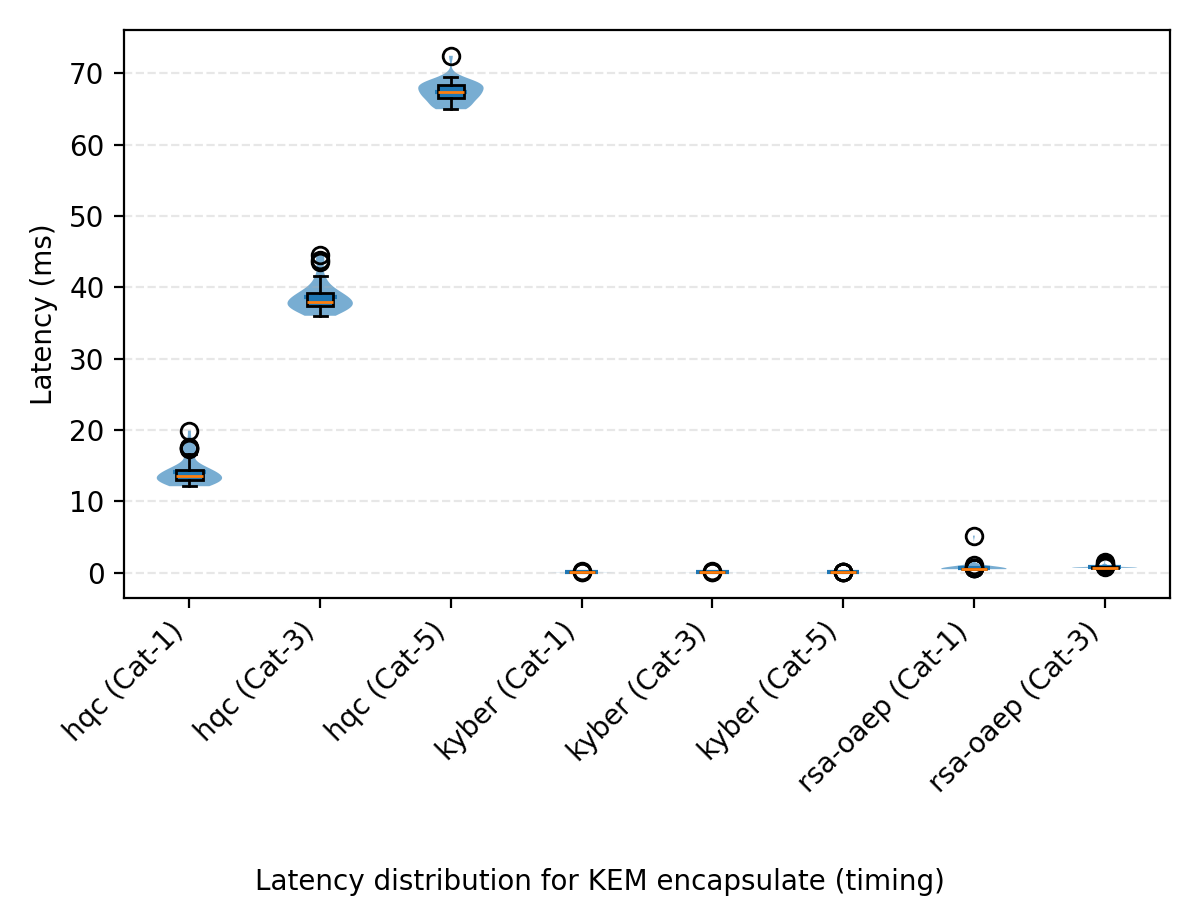 Latency (ms)
70
60
50
40
30
20
10
0
hqc (Cat-1)
hqc (Cat-3)
hqc (Cat-5)
kyber (Cat-1)
kyber (Cat-3)
kyber (Cat-5)
rsa-oaep (Cat-1)
rsa-oaep (Cat-3)
Latency distribution for KEM encapsulate (timing)